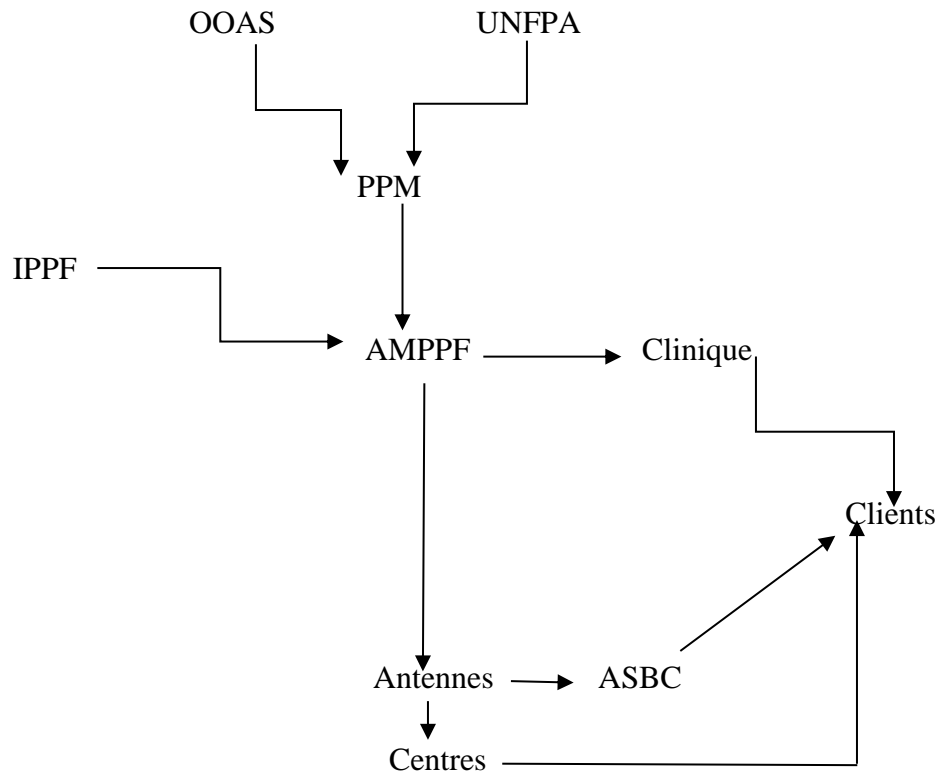 OOAS UNFPA
PPM
IPPF
AMPPF Clinique
Clients
Antennes ASBC
Centres